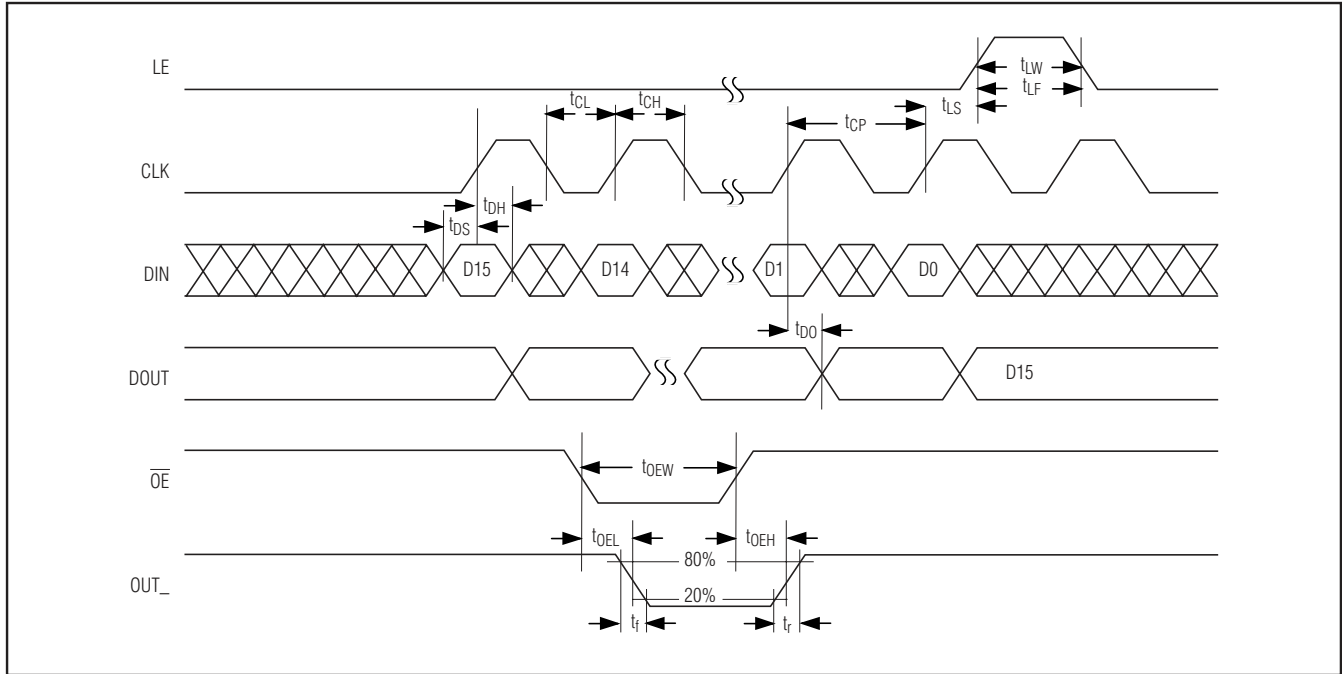 LE
tLW
tLF
tLS
tCL
tCH
tCP
CLK
tDH
tDS
DIN
D15
D14
D1
D0
tDO
DOUT
D15
OE
tOEW
tOEL
tOEH
80%
OUT_
20%
tf
tr